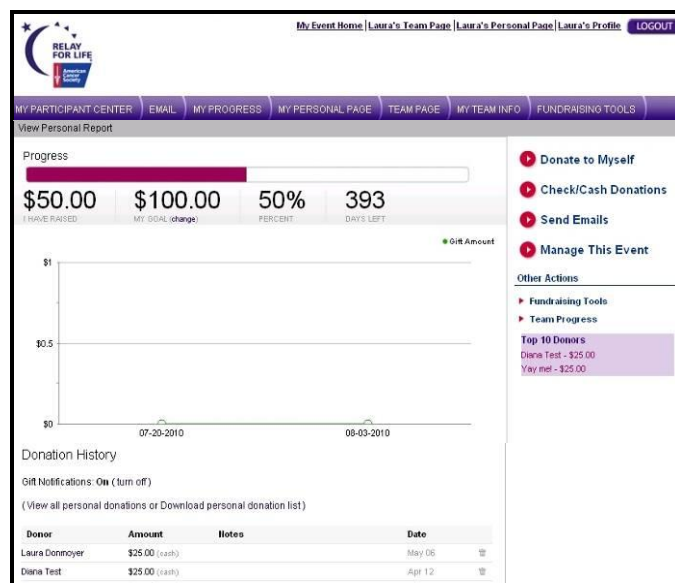 My Event Home | Laura's Team Page | Laura's Personal Page | Laura's Profile LOGOUT
RELAY
FOR LIFE
American
Cancer
Society
MY PARTICIPANT CENTER EMAIL MY PROGRESS MY PERSONAL PAGE TEAM PAGE MY TEAM INFO FUNDRAISING TOOLS
View Personal Report
Progress
$50.00 $100.00 50% 393
I HAVE RAISED MY GOAL (change) PERCENT DAYS LEFT
Gift Amount
$1
$0.5
$0
07-20-2010 08-03-2010
Donation History
Gift Notifications: On (turn off)
(View all personal donations or Download personal donation list)
Donor Amount Notes Date
Laura Donmoyer $25.00 (cash) May 06
Diana Test $25.00 (cash) Apr 12
Donate to Myself
Check/Cash Donations
Send Emails
Manage This Event
Other Actions
Fundraising Tools
Team Progress
Top 10 Donors
Diana Test - $25.00
Yay me! - $25.00